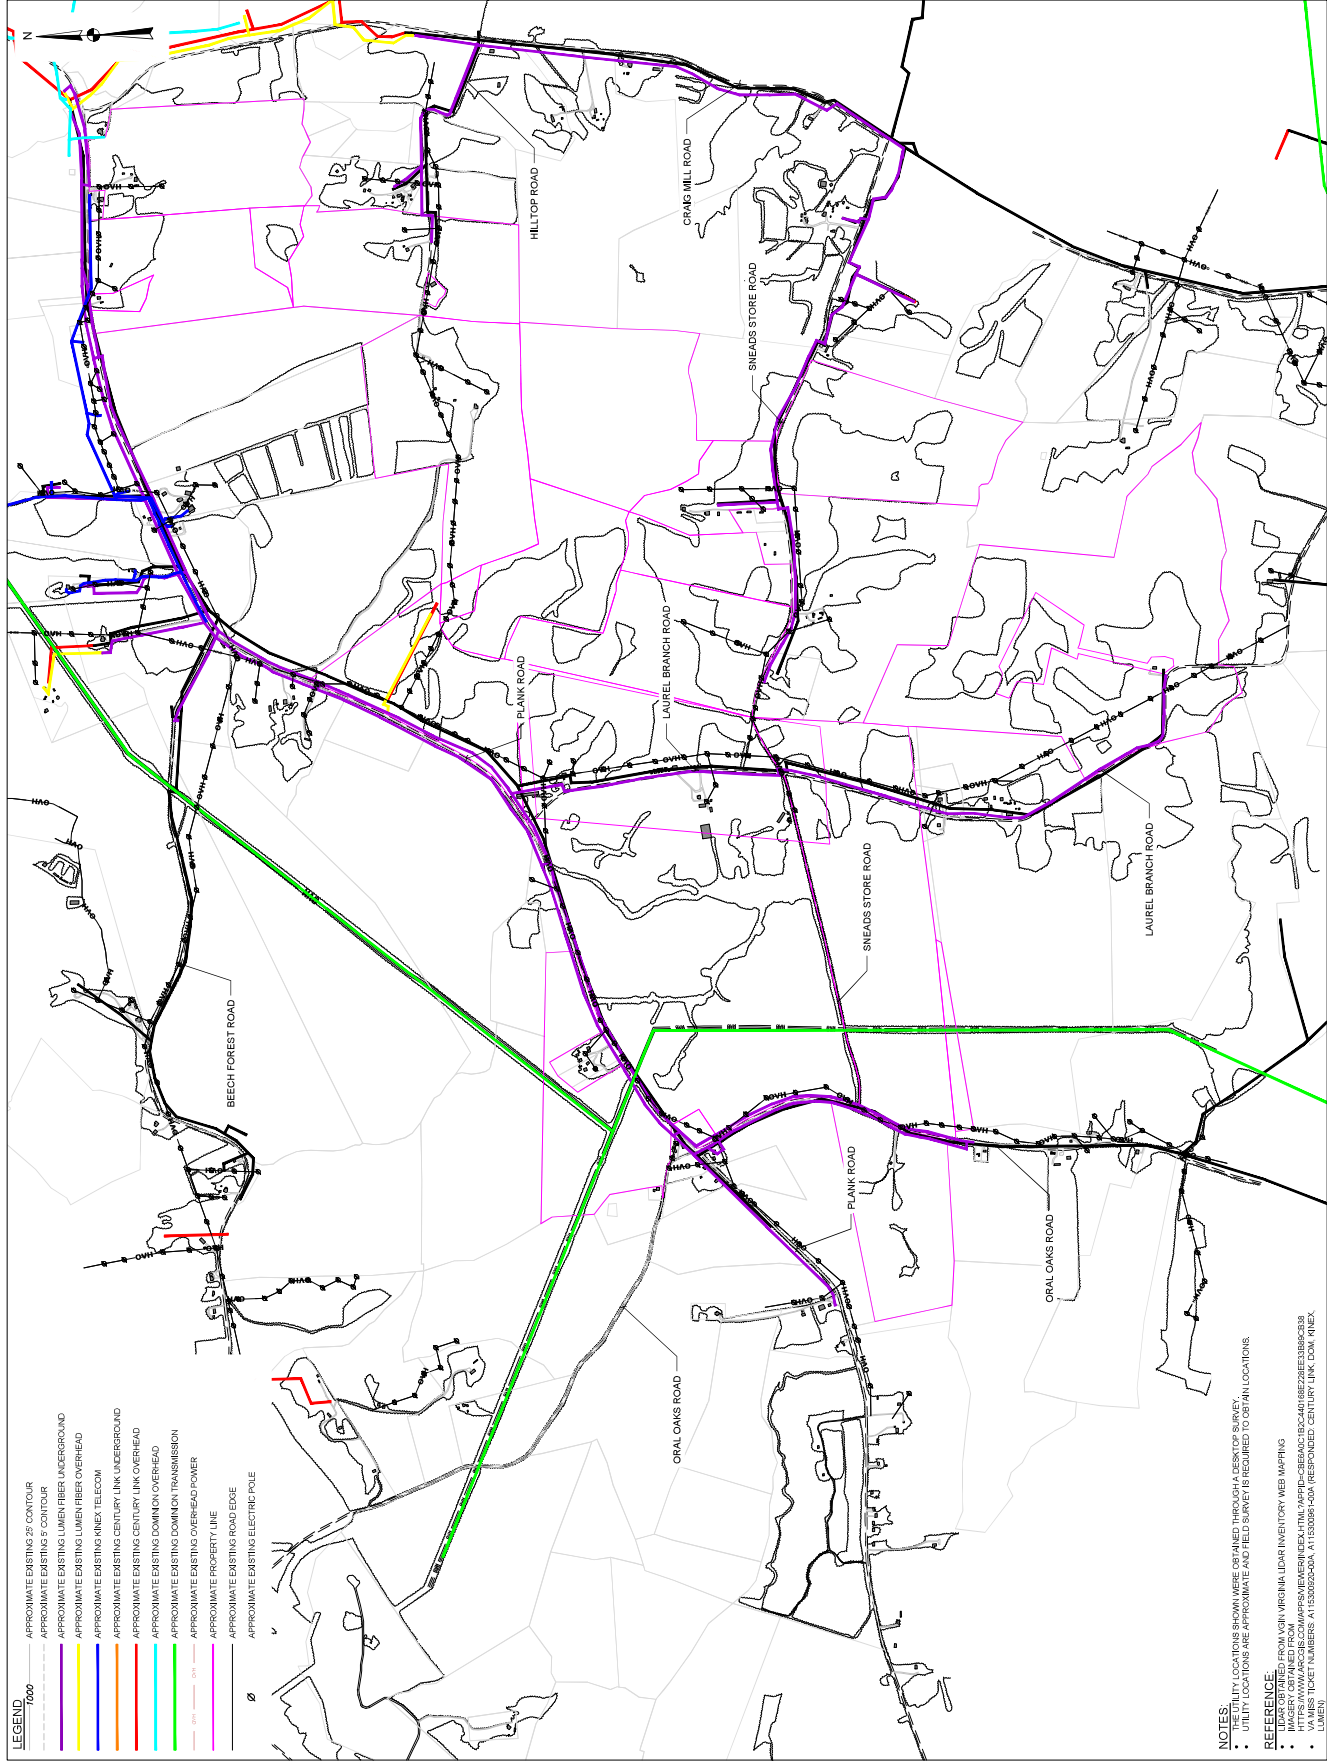 N
HILLTOP ROAD
CRAIG MILL ROAD
SNEADS STORE ROAD
LAUREL BRANCH ROAD
PLANK ROAD
BEECH FOREST ROAD
SNEADS STORE ROAD
LAUREL BRANCH ROAD
PLANK ROAD
ORAL OAKS ROAD
ORAL OAKS ROAD
OVH
LEGEND
1000 APPROXIMATE EXISTING 25' CONTOUR
APPROXIMATE EXISTING 5' CONTOUR
APPROXIMATE EXISTING LUMEN FIBER UNDERGROUND
APPROXIMATE EXISTING LUMEN FIBER OVERHEAD
APPROXIMATE EXISTING KINEX TELECOM
APPROXIMATE EXISTING CENTURY LINK UNDERGROUND
APPROXIMATE EXISTING CENTURY LINK OVERHEAD
APPROXIMATE EXISTING DOMINION OVERHEAD
APPROXIMATE EXISTING DOMINION TRANSMISSION
APPROXIMATE EXISTING OVERHEAD POWER
APPROXIMATE PROPERTY LINE
APPROXIMATE EXISTING ROAD EDGE
APPROXIMATE EXISTING ELECTRIC POLE
NOTES:
• THE UTILITY LOCATIONS SHOWN WERE OBTAINED THROUGH A DESKTOP SURVEY.
• UTILITY LOCATIONS ARE APPROXIMATE AND FIELD SURVEY IS REQUIRED TO OBTAIN LOCATIONS.
REFERENCE:
• LIDAR OBTAINED FROM VGIN VIRGINIA LIDAR INVENTORY WEB MAPPING
• IMAGERY OBTAINED FROM
• VA MISS TICKET NUMBERS: A115300920-00A, A115300961-00A (RESPONDED: CENTURY LINK, DOM, KINEX,
LUMEN)